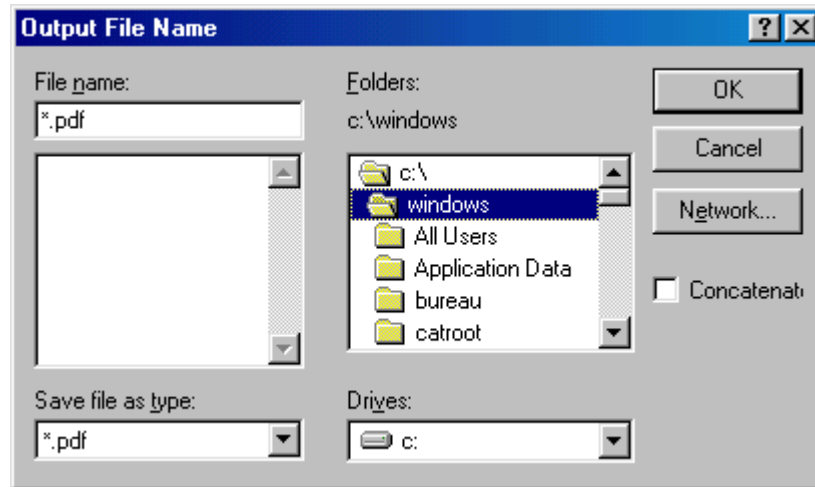 Output File Name
File name:
*.pdf
Folders:
c:\windows
c:\
windows
All Users
Application Data
bureau
catroot
OK
Cancel
Network...
Concatenat
Save file as type:
*.pdf
Drives:
c: